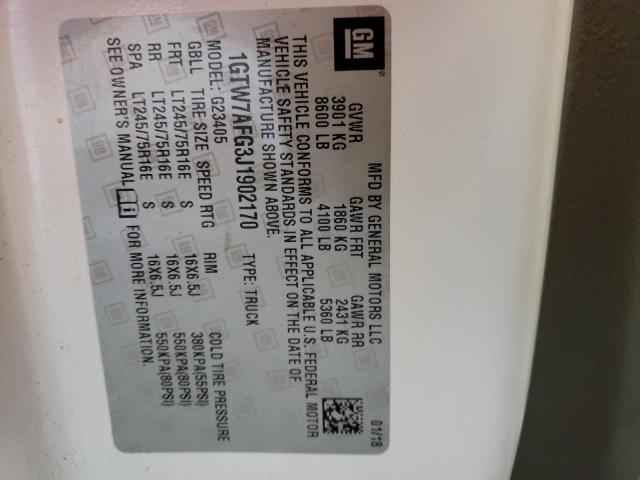 GM
MFD BY GENERAL MOTORS LLC 01/18
GVWR GAWR FRT GAWR RR
3901 KG 1860 KG 2431 KG
8600 LB 4100 LB 5360 LB
THIS VEHICLE CONFORMS TO ALL APPLICABLE U.S. FEDERAL MOTOR
VEHICLE SAFETY STANDARDS IN EFFECT ON THE DATE OF
MANUFACTURE SHOWN ABOVE.
1GTW7AFG3J1902170 TYPE: TRUCK
MODEL: G23405
GBLL TIRE SIZE SPEED RTG RIM COLD TIRE PRESSURE
FRT LT245/75R16E S 16X6.5J 380KPA(55PSI)
RR LT245/75R16E S 16X6.5J 550KPA(80PSI)
SPA LT245/75R16E S 16X6.5J 550KPA(80PSI)
SEE OWNER'S MANUAL i FOR MORE INFORMATION.